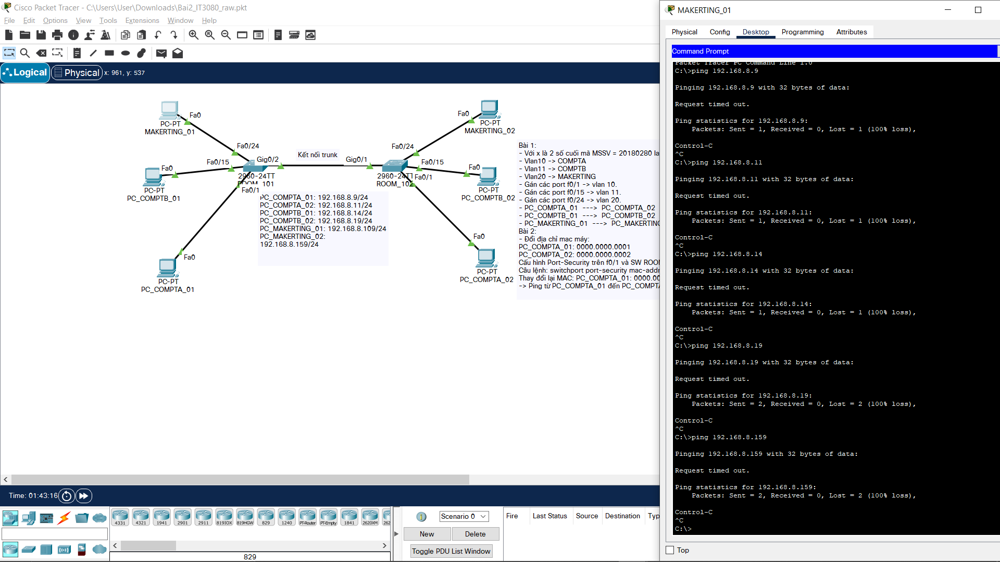 Cisco Packet Tracer - C:\Users\User\Downloads\Bai2_IT3080_raw.pkt
File Edit Options View Tools Extensions Window Help
Logical
Physical x: 961, y: 537
PC-PT
MAKERTING_01
Fa0
Fa0/24
Fa0/15
Fa0
PC-PT
PC_COMPTB_01
Gig0/2
2960-24TT
ROOM_101
Fa0/1
Kết nối trunk
Gig0/1
Fa0
PC-PT
PC_COMPTA_01
Fa0
PC-PT
MAKERTING_02
Fa0/24
Fa0/15
Fa0
PC-PT
PC_COMPTB_02
2960-24TT
ROOM_102
Fa0/1
Fa0
PC-PT
PC_COMPTA_02
PC_COMPTA_01: 192.168.8.9/24
PC_COMPTA_02: 192.168.8.11/24
PC_COMPTB_01: 192.168.8.14/24
PC_COMPTB_02: 192.168.8.19/24
PC_MAKERTING_01: 192.168.8.109/24
PC_MAKERTING_02:
192.168.8.159/24
Bài 1:
- Với x là 2 số cuối mã MSSV = 20180280 la
- Vlan10 -> COMPTA
- Vlan11 -> COMPTB
- Vlan20 -> MAKERTING
- Gán các port f0/1 -> vlan 10.
- Gán các port f0/15 -> vlan 11.
- Gán các port f0/24 -> vlan 20.
- PC_COMPTA_01 ---> PC_COMPTA_02
- PC_COMPTB_01 ---> PC_COMPTB_02
- PC_MAKERTING_01 ---> PC_MAKERTING
Bài 2:
- Đổi địa chỉ mac máy:
PC_COMPTA_01: 0000.0000.0001
PC_COMPTA_02: 0000.0000.0002
Cấu hình Port-Security trên f0/1 và SW ROO
Câu lệnh: switchport port-security mac-addr
Thay đổi lại MAC: PC_COMPTA_01: 0000.00
-> Ping từ PC_COMPTA_01 đến PC_COMPTA
Time: 01:43:16
4331 4321 1941 2901 2911 819IOX 819HGW 829 1240 PT-Router PT-Empty 1841 2620XM 262
829
Scenario 0
New Delete
Toggle PDU List Window
Fire Last Status Source Destination Typ
MAKERTING_01
Physical Config Desktop Programming Attributes
Command Prompt
Packet Tracer PC Command Line 1.0
C:\>ping 192.168.8.9
Pinging 192.168.8.9 with 32 bytes of data:
Request timed out.
Ping statistics for 192.168.8.9:
Packets: Sent = 1, Received = 0, Lost = 1 (100% loss),
Control-C
^C
C:\>ping 192.168.8.11
Pinging 192.168.8.11 with 32 bytes of data:
Request timed out.
Ping statistics for 192.168.8.11:
Packets: Sent = 1, Received = 0, Lost = 1 (100% loss),
Control-C
^C
C:\>ping 192.168.8.14
Pinging 192.168.8.14 with 32 bytes of data:
Request timed out.
Ping statistics for 192.168.8.14:
Packets: Sent = 1, Received = 0, Lost = 1 (100% loss),
Control-C
^C
C:\>ping 192.168.8.19
Pinging 192.168.8.19 with 32 bytes of data:
Request timed out.
Ping statistics for 192.168.8.19:
Packets: Sent = 2, Received = 0, Lost = 2 (100% loss),
Control-C
^C
C:\>ping 192.168.8.159
Pinging 192.168.8.159 with 32 bytes of data:
Request timed out.
Ping statistics for 192.168.8.159:
Packets: Sent = 2, Received = 0, Lost = 2 (100% loss),
Control-C
^C
C:\>
Top